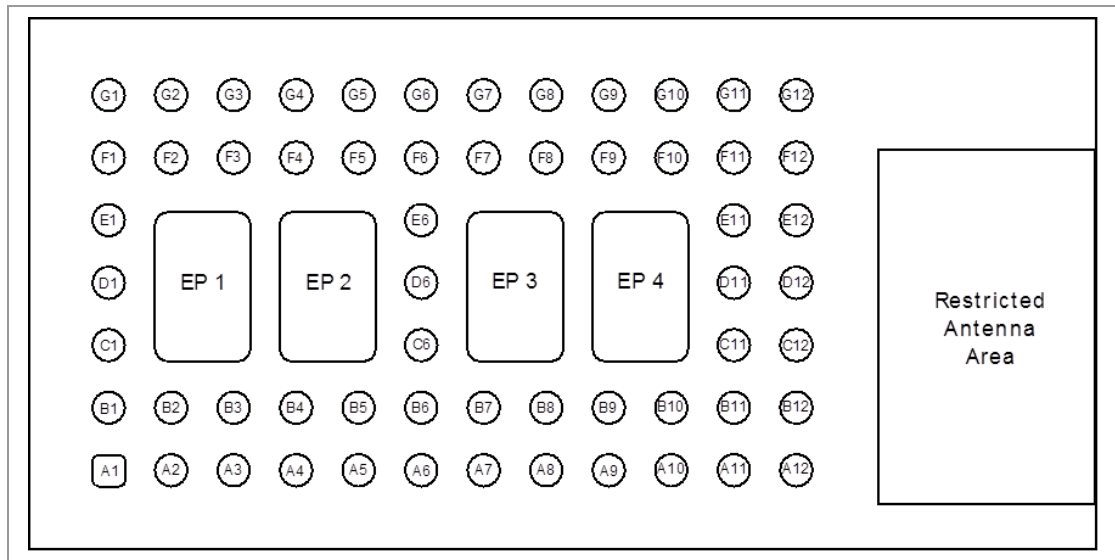 G1 G2 G3 G4 G5 G6 G7 G8 G9 G10 G11 G12
F1 F2 F3 F4 F5 F6 F7 F8 F9 F10 F11 F12
E1 E6 E11 E12
EP 1 EP 2 EP 3 EP 4
D1 D6 D11 D12
Restricted
Antenna
Area
C1 C6 C11 C12
B1 B2 B3 B4 B5 B6 B7 B8 B9 B10 B11 B12
A1 A2 A3 A4 A5 A6 A7 A8 A9 A10 A11 A12